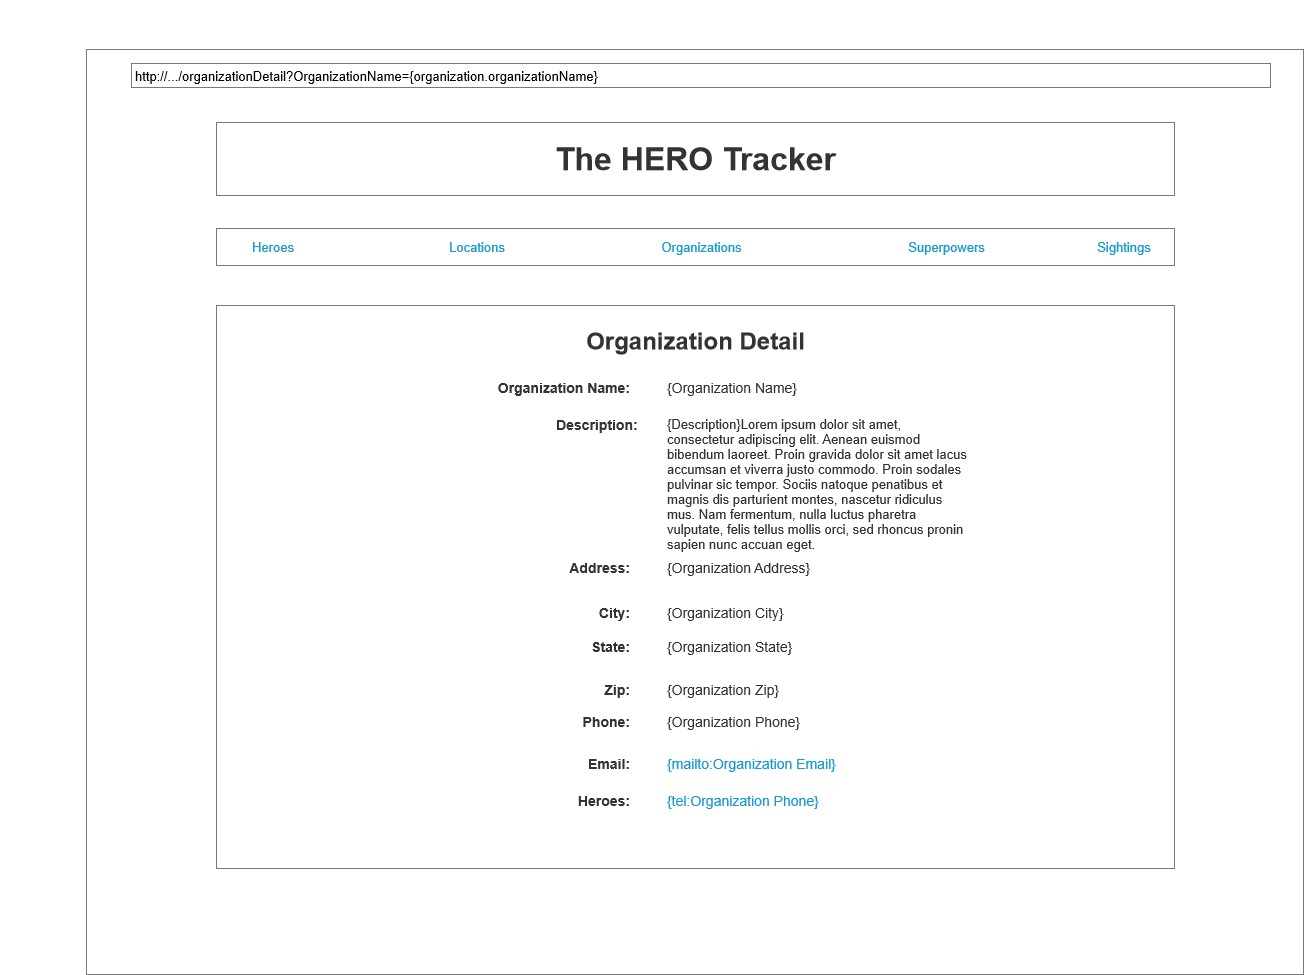 http://.../organizationDetail?OrganizationName={organization.organizationName}
The HERO Tracker
Heroes Locations Organizations Superpowers Sightings
Organization Detail
Organization Name: {Organization Name}
Description: {Description}Lorem ipsum dolor sit amet,
consectetur adipiscing elit. Aenean euismod
bibendum laoreet. Proin gravida dolor sit amet lacus
accumsan et viverra justo commodo. Proin sodales
pulvinar sic tempor. Sociis natoque penatibus et
magnis dis parturient montes, nascetur ridiculus
mus. Nam fermentum, nulla luctus pharetra
vulputate, felis tellus mollis orci, sed rhoncus pronin
sapien nunc accuan eget.
Address: {Organization Address}
City: {Organization City}
State: {Organization State}
Zip: {Organization Zip}
Phone: {Organization Phone}
Email: {mailto:Organization Email}
Heroes: {tel:Organization Phone}